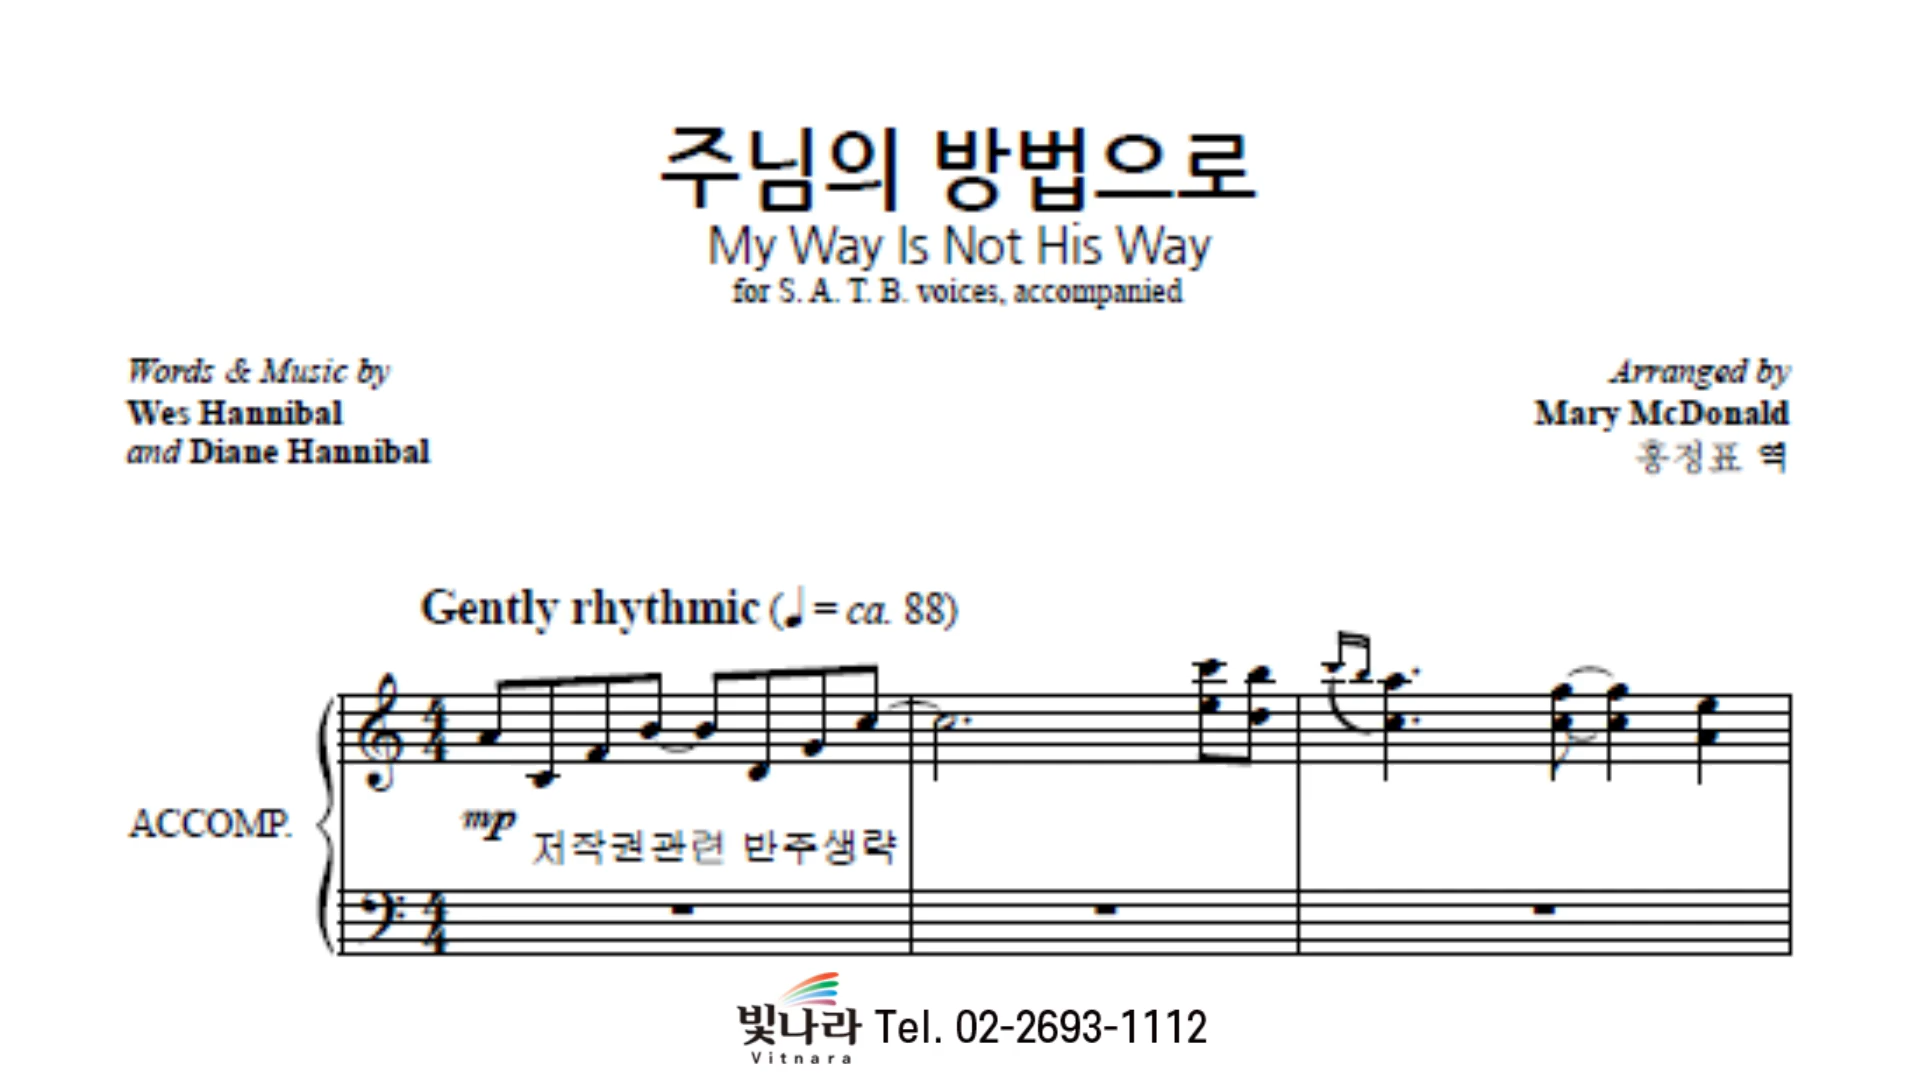 주님의 방법으로
My Way Is Not His Way
for S. A. T. B. voices, accompanied
Words & Music by
Wes Hannibal
and Diane Hannibal
Arranged by
Mary McDonald
홍정표 역
Gently rhythmic (♩ = ca. 88)
ACCOMP.
mp
저작권관련 반주생략
빛나라 Tel. 02-2693-1112
Vitnara